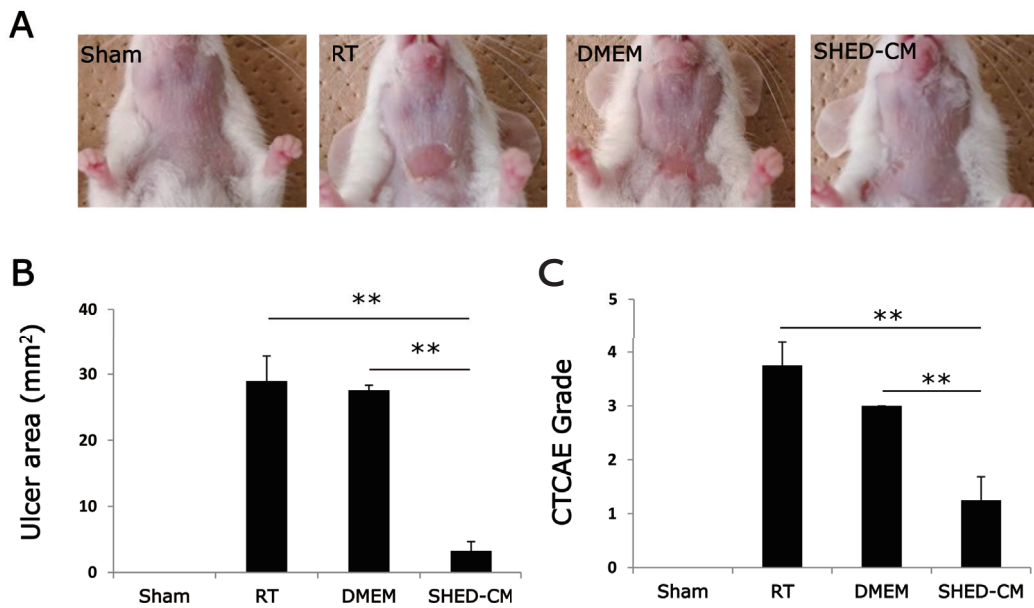 A
Sham
RT
DMEM
SHED-CM
B
Ulcer area (mm²)
40
30
20
10
0
**
**
Sham
RT
DMEM
SHED-CM
C
CTCAE Grade
5
4
3
2
1
0
**
**
Sham
RT
DMEM
SHED-CM